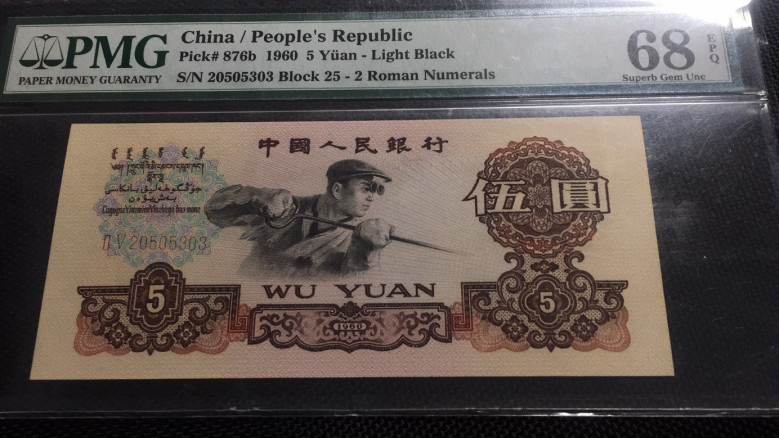 PMG
PAPER MONEY GUARANTY
China / People's Republic
Pick# 876b 1960 5 Yüan - Light Black
S/N 20505303 Block 25 - 2 Roman Numerals
68 EPQ
Superb Gem Unc
中國人民銀行
伍圓
20505303
5
WU YUAN
5
1960